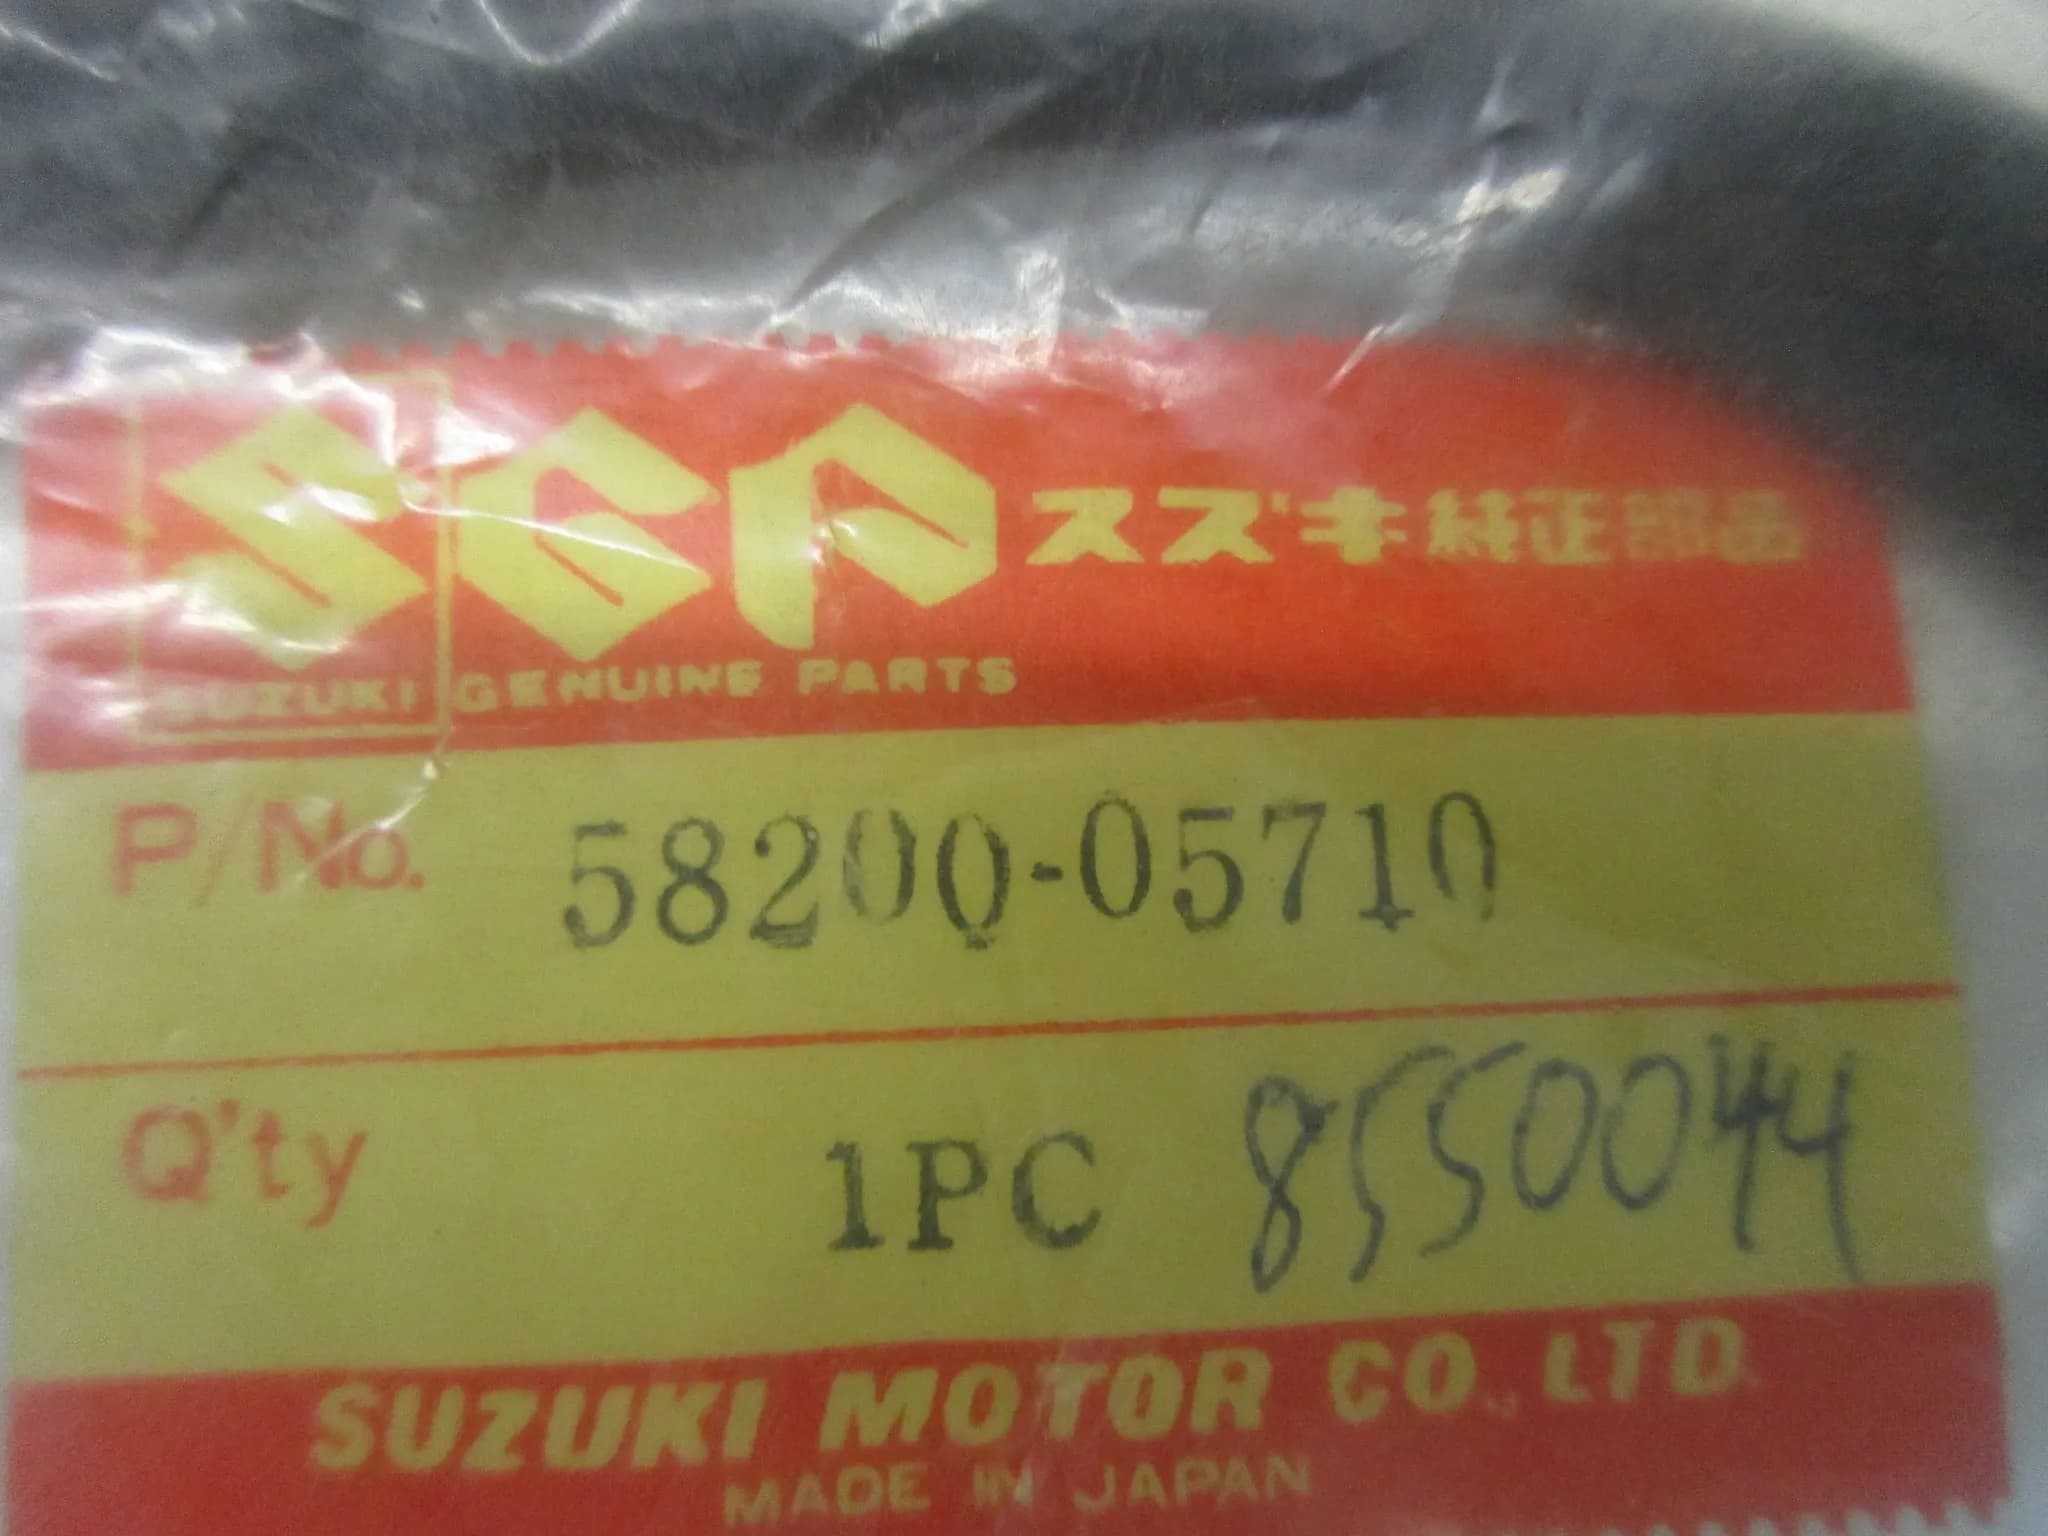 SGP スズキ純正部品
SUZUKI GENUINE PARTS
P/No. 58200-05710
Q'ty 1PC 8550044
SUZUKI MOTOR CO., LTD.
MADE IN JAPAN